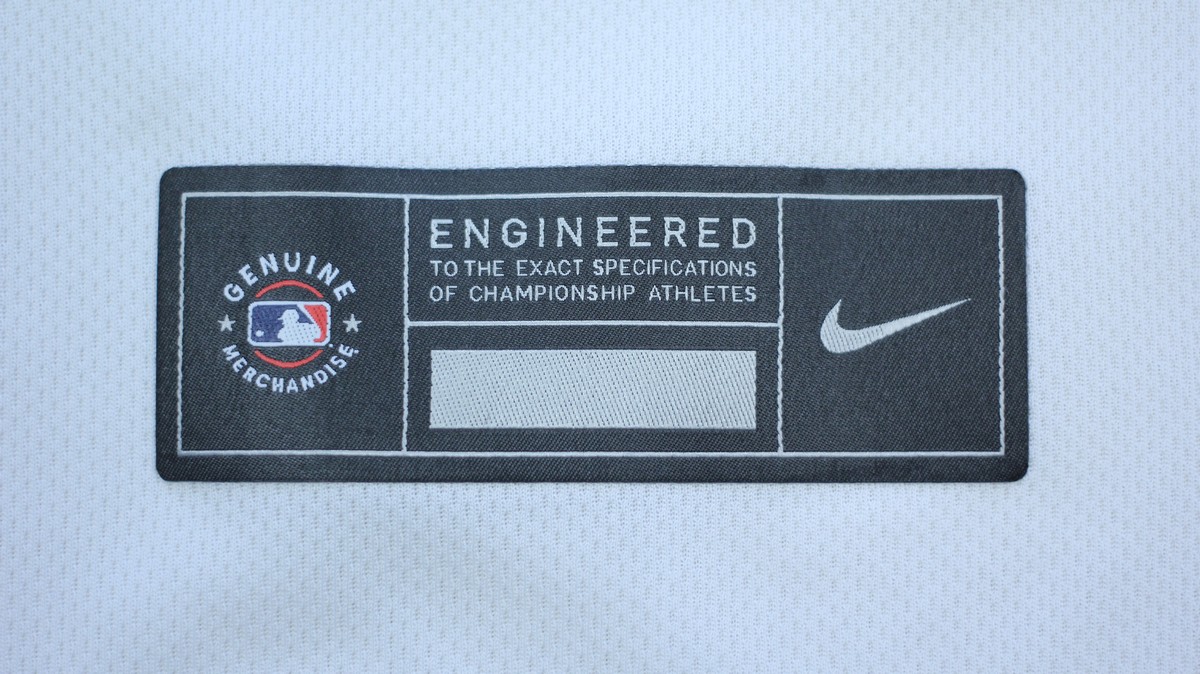 GENUINE
MERCHANDISE
ENGINEERED
TO THE EXACT SPECIFICATIONS
OF CHAMPIONSHIP ATHLETES